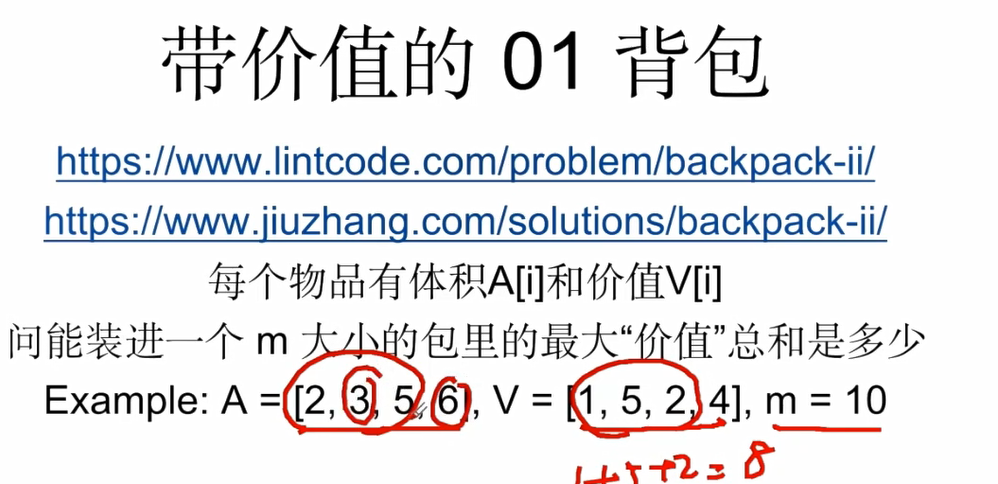 带价值的 01 背包
https://www.lintcode.com/problem/backpack-ii/
https://www.jiuzhang.com/solutions/backpack-ii/
每个物品有体积A[i]和价值V[i]
问能装进一个 m 大小的包里的最大“价值”总和是多少
Example: A = [2, 3, 5, 6], V = [1, 5, 2, 4], m = 10
1+5+2=8